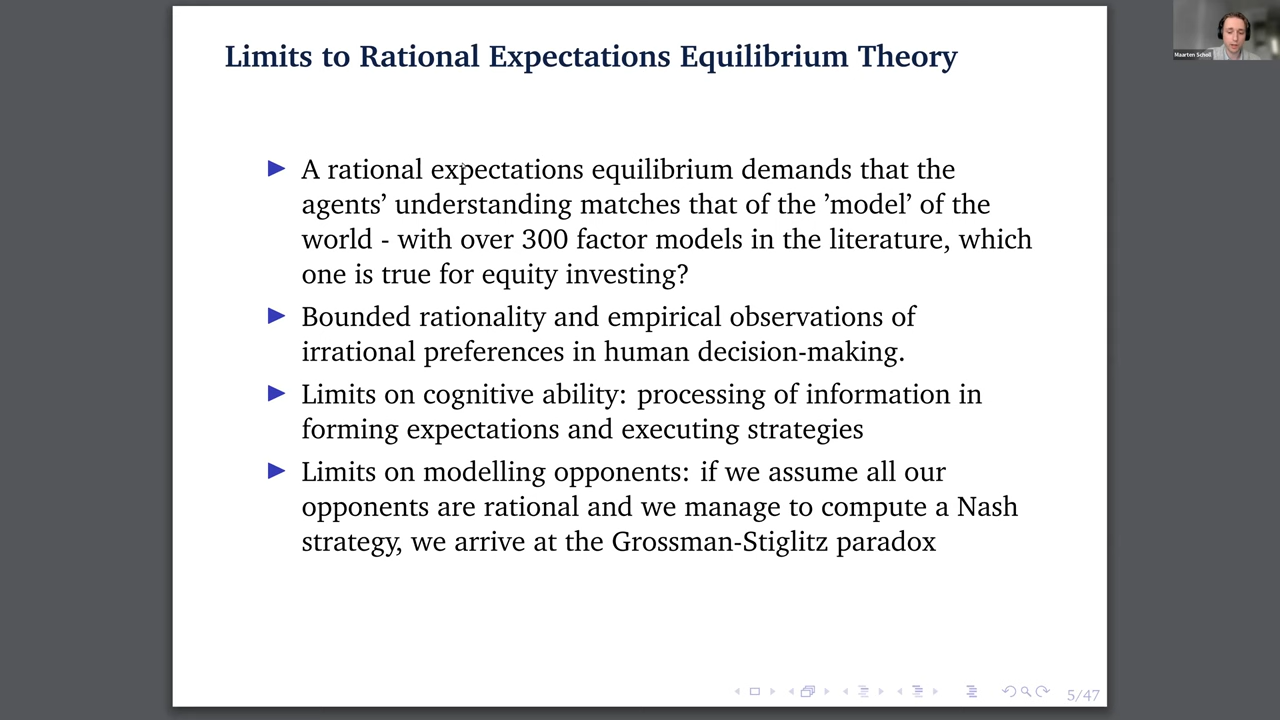 Limits to Rational Expectations Equilibrium Theory
Maarten Scholl
A rational expectations equilibrium demands that the
agents’ understanding matches that of the ’model’ of the
world - with over 300 factor models in the literature, which
one is true for equity investing?
Bounded rationality and empirical observations of
irrational preferences in human decision-making.
Limits on cognitive ability: processing of information in
forming expectations and executing strategies
Limits on modelling opponents: if we assume all our
opponents are rational and we manage to compute a Nash
strategy, we arrive at the Grossman-Stiglitz paradox
5/47